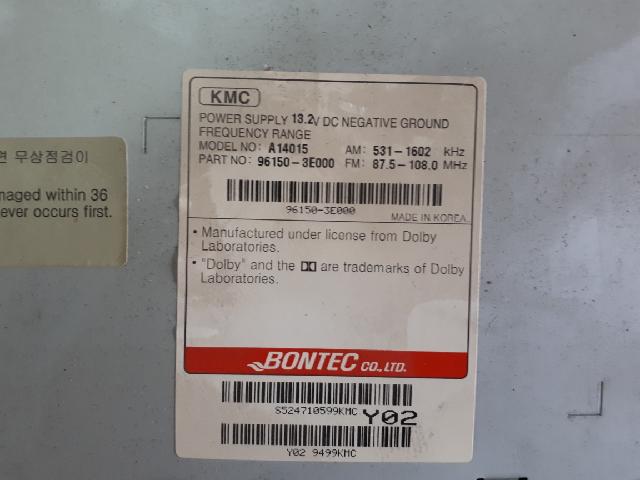 KMC
POWER SUPPLY 13.2V DC NEGATIVE GROUND
FREQUENCY RANGE
MODEL NO: A14015 AM: 531-1602 KHz
PART NO: 96150-3E000 FM: 87.5-108.0 MHz
96150-3E000
MADE IN KOREA
• Manufactured under license from Dolby
Laboratories.
• "Dolby" and the are trademarks of Dolby
Laboratories.
BONTEC CO., LTD.
S524710599KMC Y02
Y02 9499KMC
면 무상점검이
maged within 36
ever occurs first.